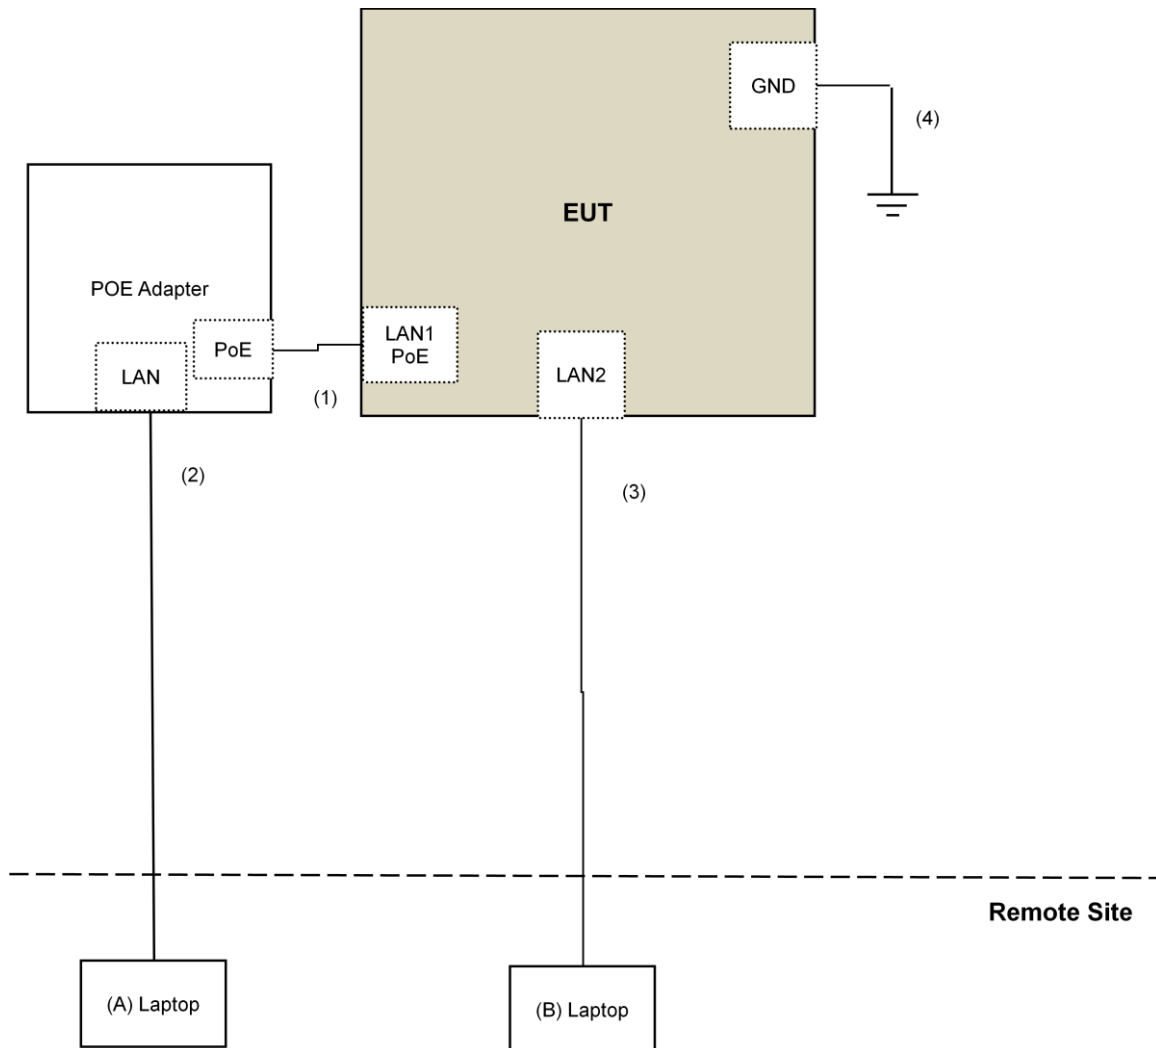 GND
(4)
EUT
POE Adapter
PoE
LAN
LAN1
PoE
LAN2
(1)
(2)
(3)
Remote Site
(A) Laptop
(B) Laptop